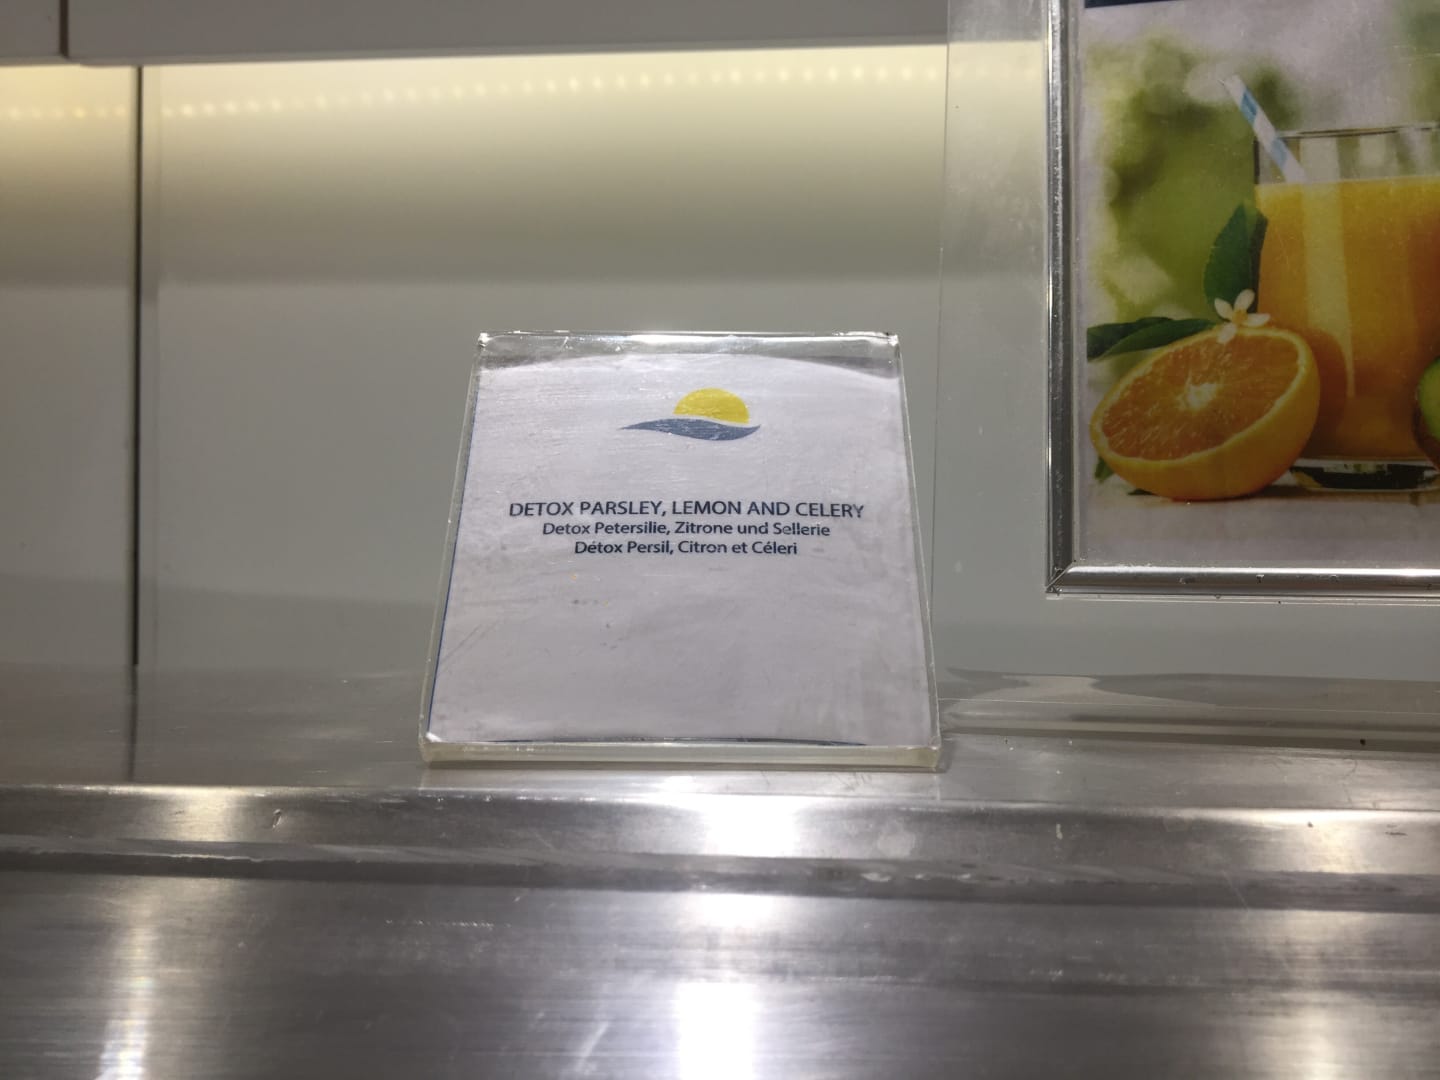 DETOX PARSLEY, LEMON AND CELERY
Detox Petersilie, Zitrone und Sellerie
Détox Persil, Citron et Céleri